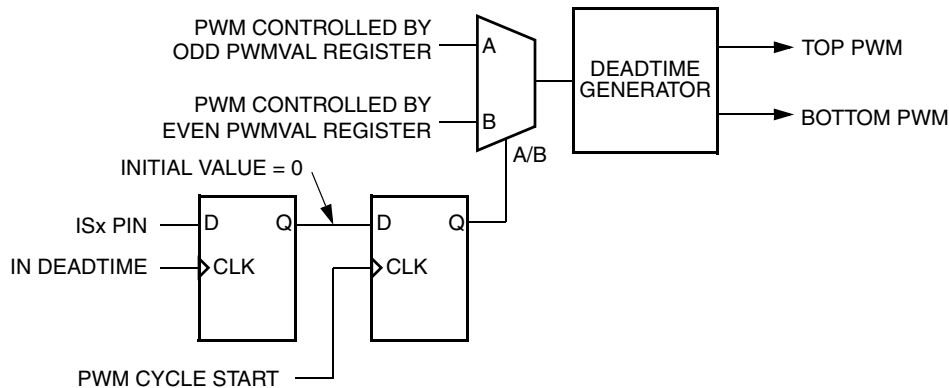 PWM CONTROLLED BY
ODD PWMVAL REGISTER
A
DEADTIME
GENERATOR
TOP PWM
BOTTOM PWM
PWM CONTROLLED BY
EVEN PWMVAL REGISTER
B
A/B
INITIAL VALUE = 0
ISx PIN
D
Q
D
Q
IN DEADTIME
CLK
CLK
PWM CYCLE START